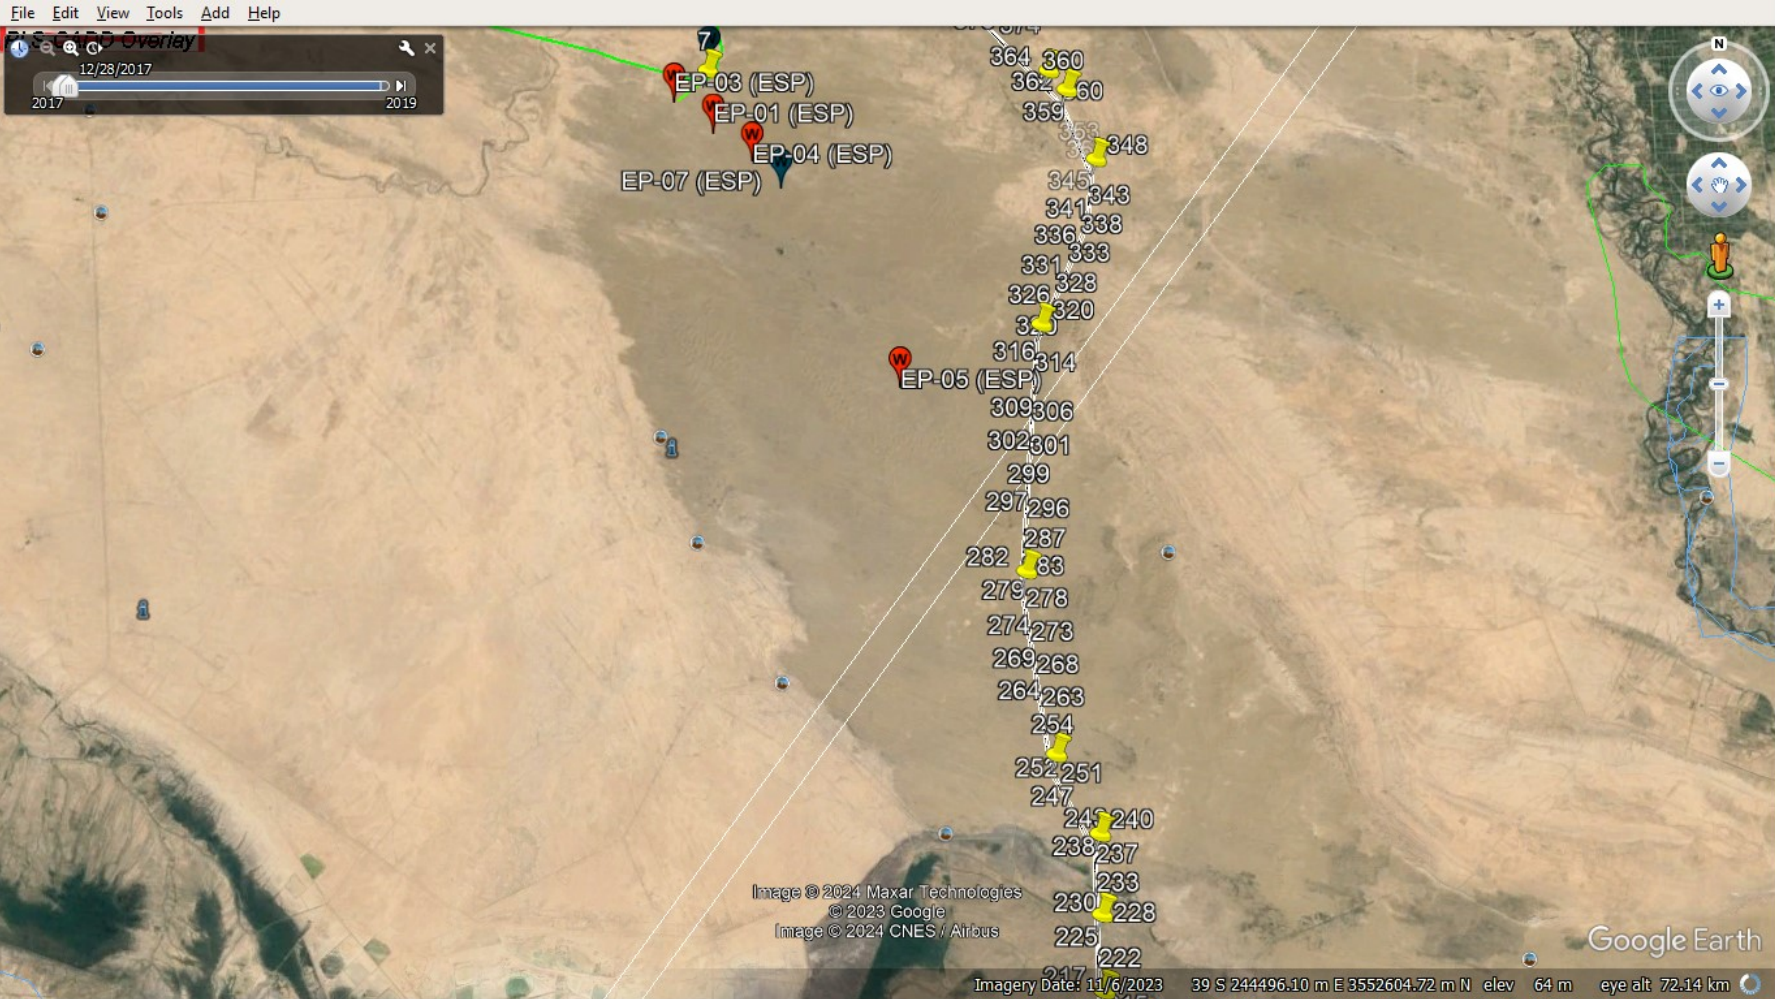 File Edit View Tools Add Help
12/28/2017
2017 2019
7
EP-03 (ESP)
EP-01 (ESP)
EP-04 (ESP)
EP-07 (ESP)
EP-05 (ESP)
364 360
362
359
348
345 343
341 338
336
333
331
328
326 320
316 314
309 306
302 301
299
297 296
287
282
279 278
274 273
269 268
264 263
254
252 251
247
240
238 237
233
230 228
225
222
217
N
Image © 2024 Maxar Technologies
© 2023 Google
Image © 2024 CNES / Airbus
Google Earth
Imagery Date: 11/6/2023 39 S 244496.10 m E 3552604.72 m N elev 64 m eye alt 72.14 km